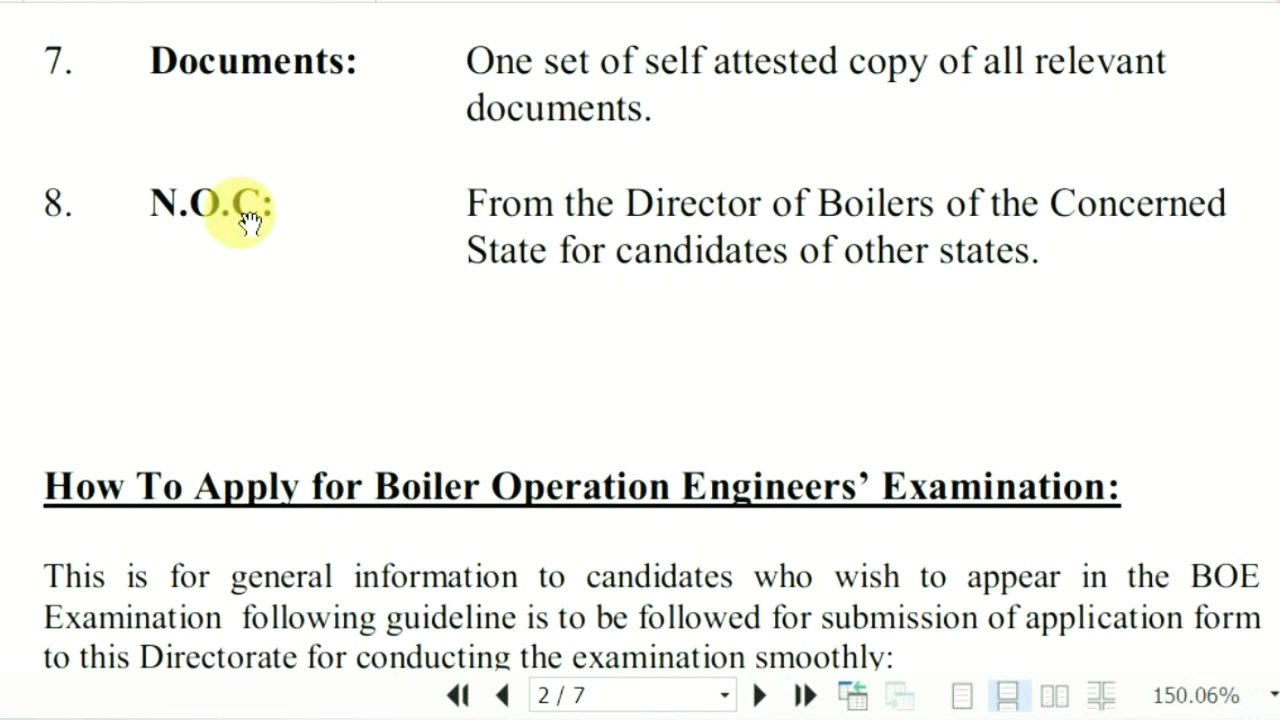 7. Documents: One set of self attested copy of all relevant
documents.
8. N.O.C: From the Director of Boilers of the Concerned
State for candidates of other states.
How To Apply for Boiler Operation Engineers’ Examination:
This is for general information to candidates who wish to appear in the BOE
Examination following guideline is to be followed for submission of application form
to this Directorate for conducting the examination smoothly:
2 / 7 150.06%